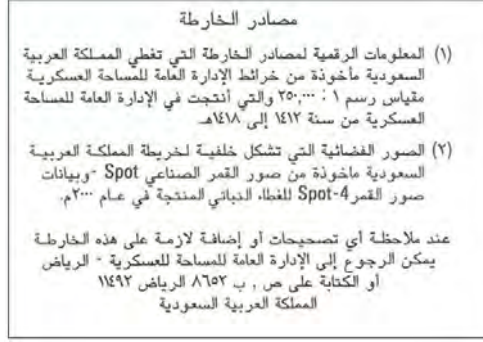 مصادر الخارطة
(١) المعلومات الرقمية لمصادر الخارطة التي تغطي المملكة العربية
السعودية مأخوذة من خرائط الإدارة العامة للمساحة العسكرية
مقياس رسم ١ : ٢٥٠,٠٠٠ والتي أنتجت في الإدارة العامة للمساحة
العسكرية من سنة ١٤١٢ إلى ١٤١٨هـ.
(٢) الصور الفضائية التي تشكل خلفية لخريطة المملكة العربية
السعودية مأخوذة من صور القمر الصناعي Spot -وبيانات
صور القمر Spot-4 للغطاء النباتي المنتجة في عام ٢٠٠٠م.
عند ملاحظة أي تصحيحات أو إضافة لازمة على هذه الخارطة
يمكن الرجوع إلى الإدارة العامة للمساحة للعسكرية - الرياض
أو الكتابة على ص , ب ٨٦٥٢ الرياض ١١٤٩٢
المملكة العربية السعودية